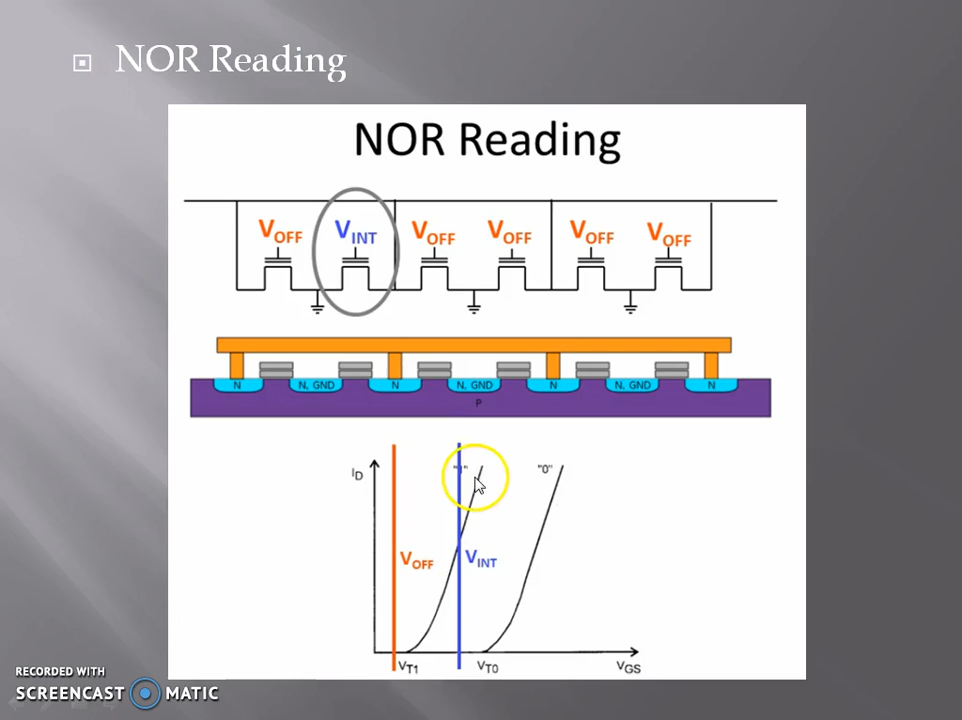 NOR Reading
NOR Reading
VOFF VINT VOFF VOFF VOFF VOFF
N N, GND N N, GND N N, GND N
P
ID "0"
VOFF VINT
VT1 VT0 VGS
RECORDED WITH
SCREENCAST MATIC